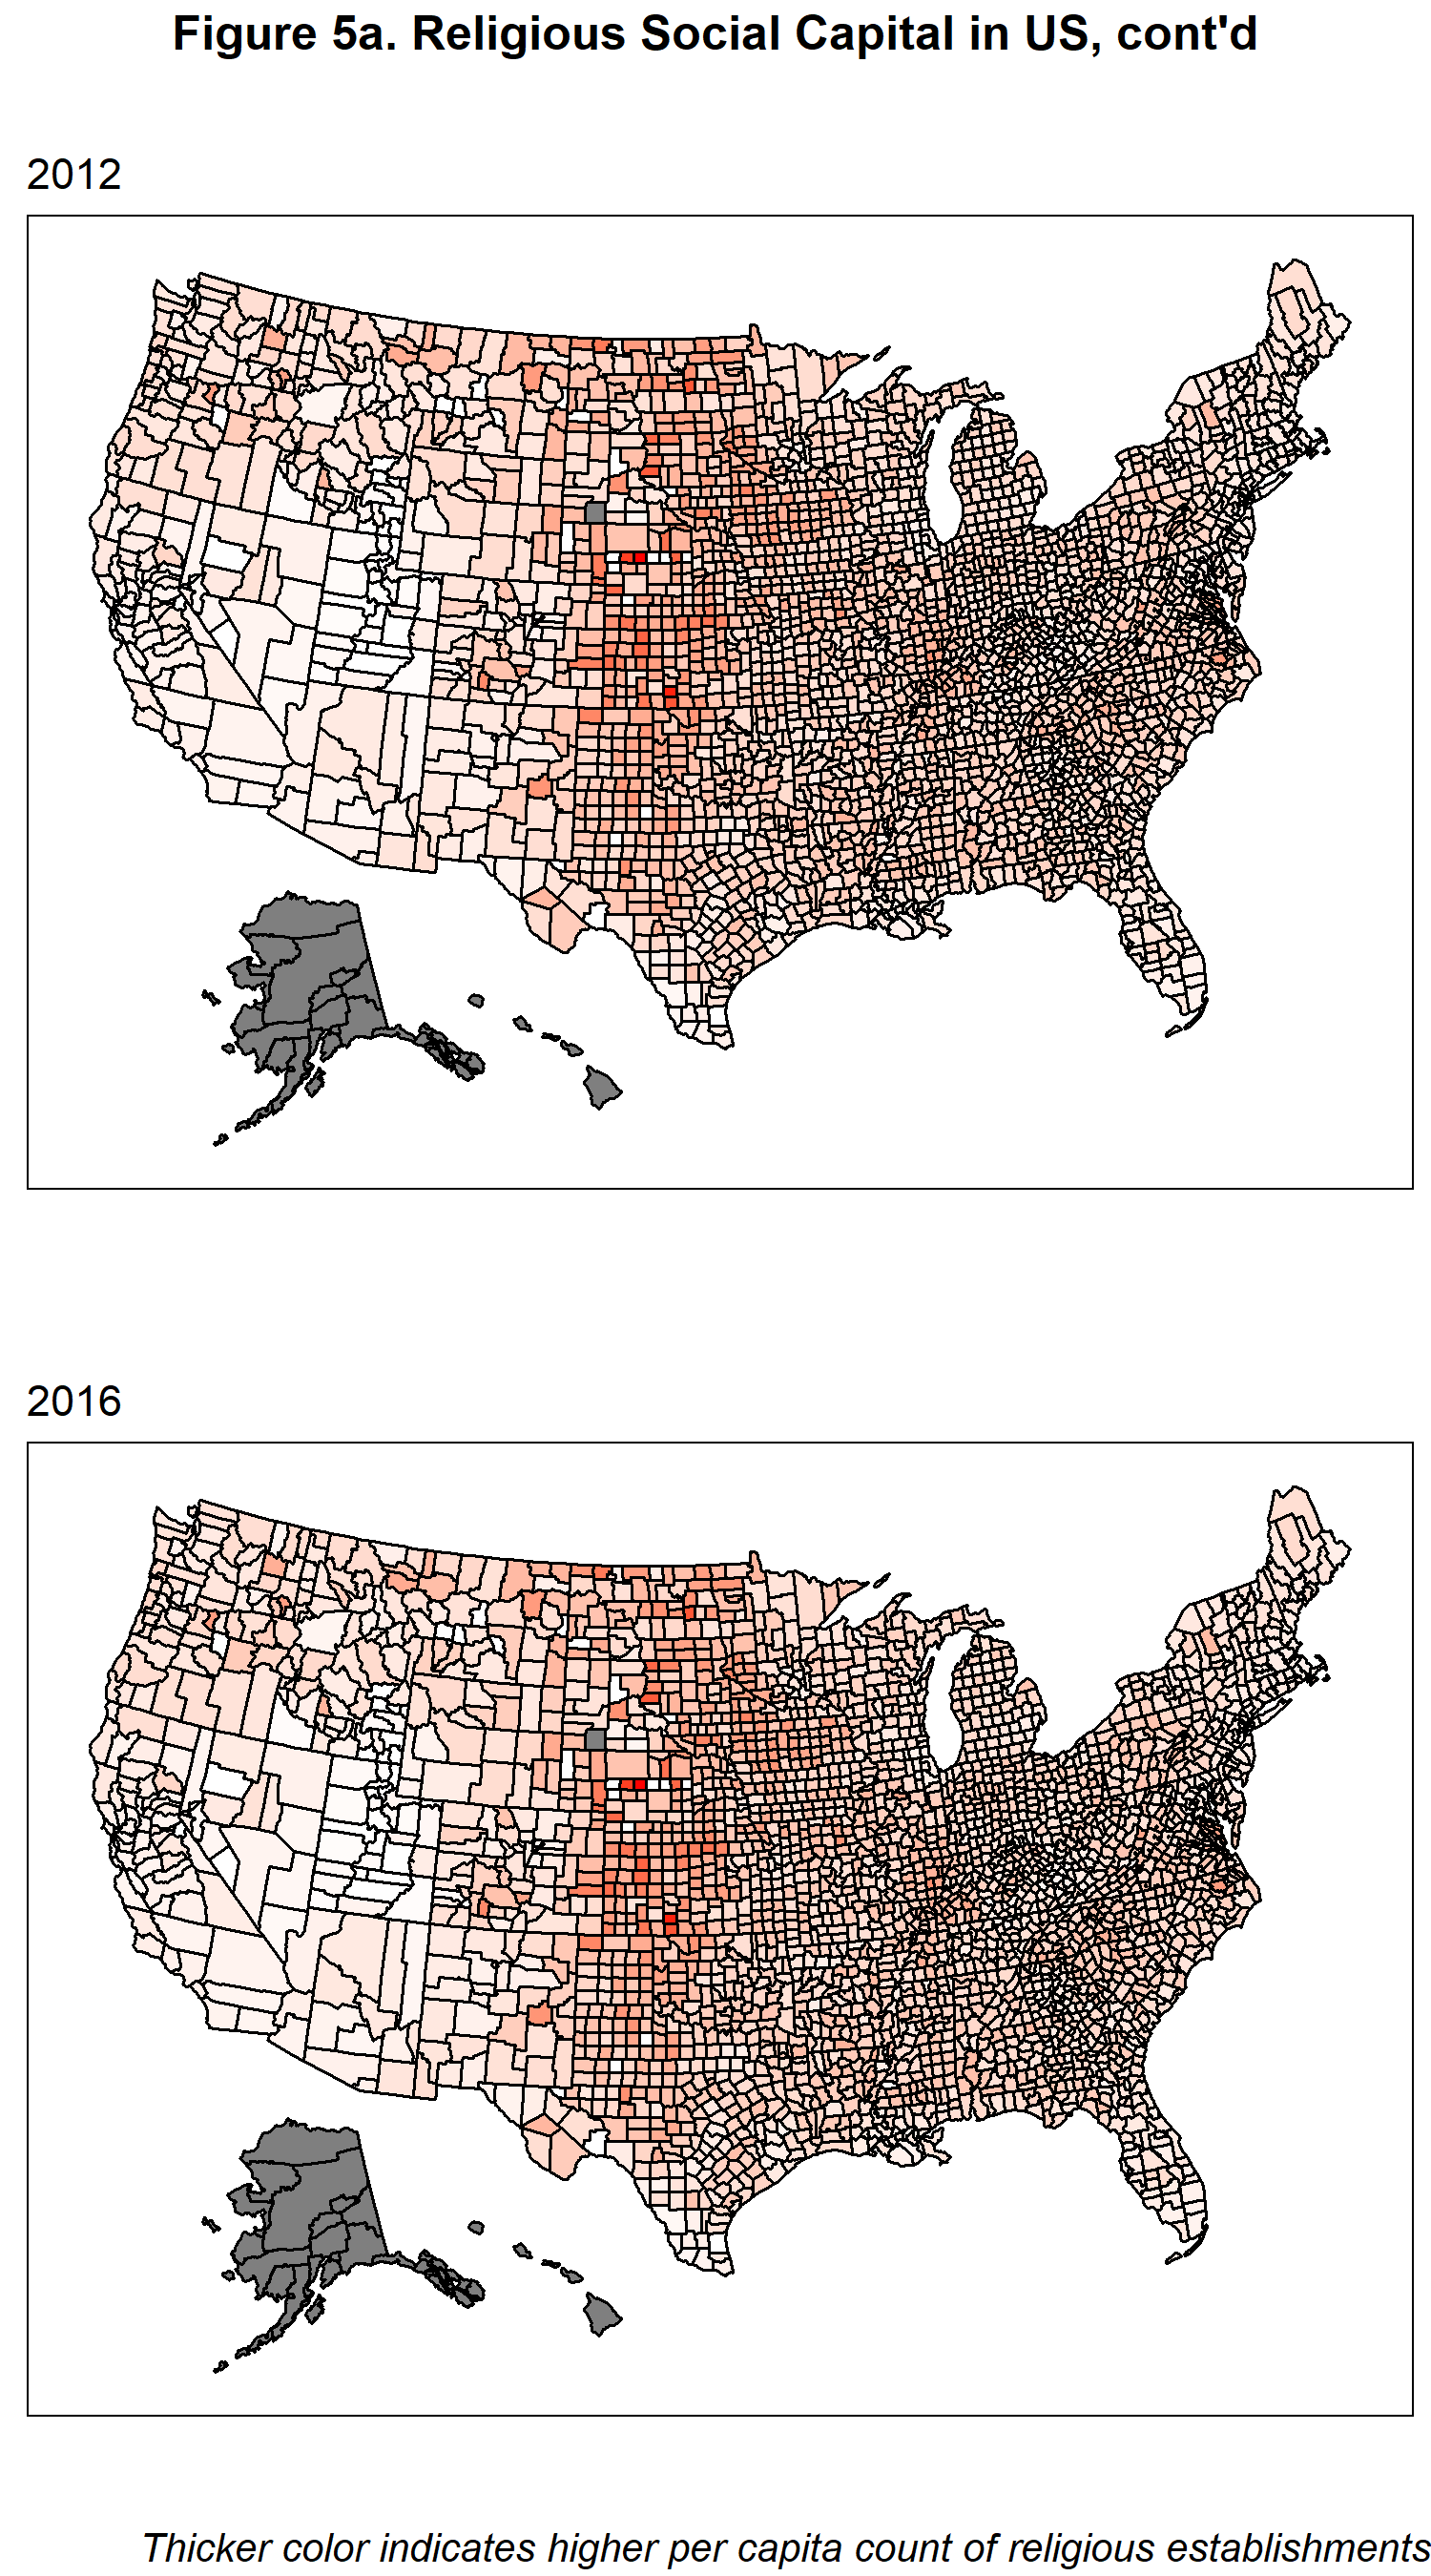 Figure 5a. Religious Social Capital in US, cont'd
2012
2016
Thicker color indicates higher per capita count of religious establishments